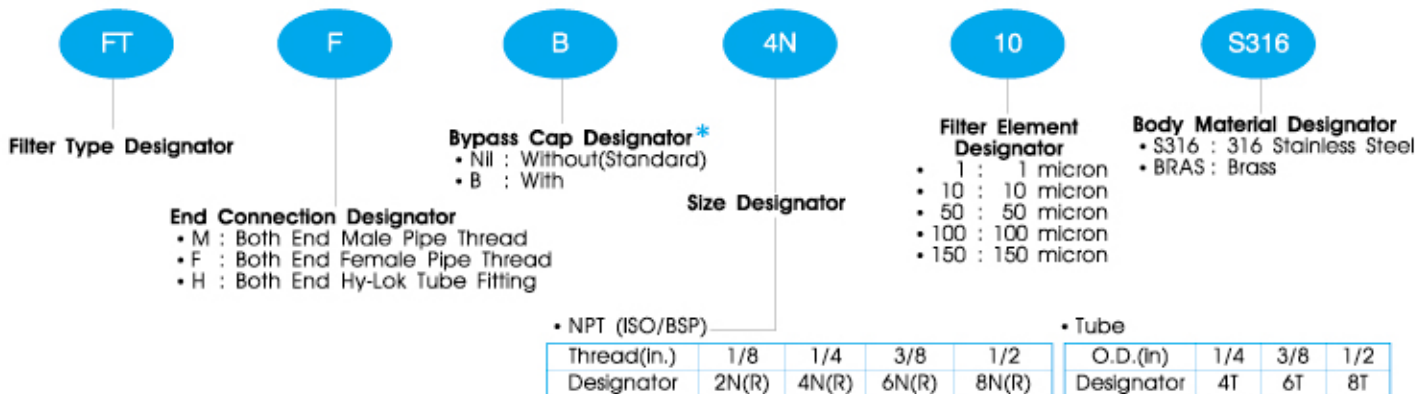 FT F B 4N 10 S316
Filter Type Designator
End Connection Designator
• M : Both End Male Pipe Thread
• F : Both End Female Pipe Thread
• H : Both End Hy-Lok Tube Fitting
Bypass Cap Designator*
• Nil : Without(Standard)
• B : With
Size Designator
Filter Element
Designator
• 1 : 1 micron
• 10 : 10 micron
• 50 : 50 micron
• 100 : 100 micron
• 150 : 150 micron
Body Material Designator
• S316 : 316 Stainless Steel
• BRAS : Brass
• NPT (ISO/BSP)
Thread(in.) 1/8 1/4 3/8 1/2
Designator 2N(R) 4N(R) 6N(R) 8N(R)
• Tube
O.D.(in) 1/4 3/8 1/2
Designator 4T 6T 8T